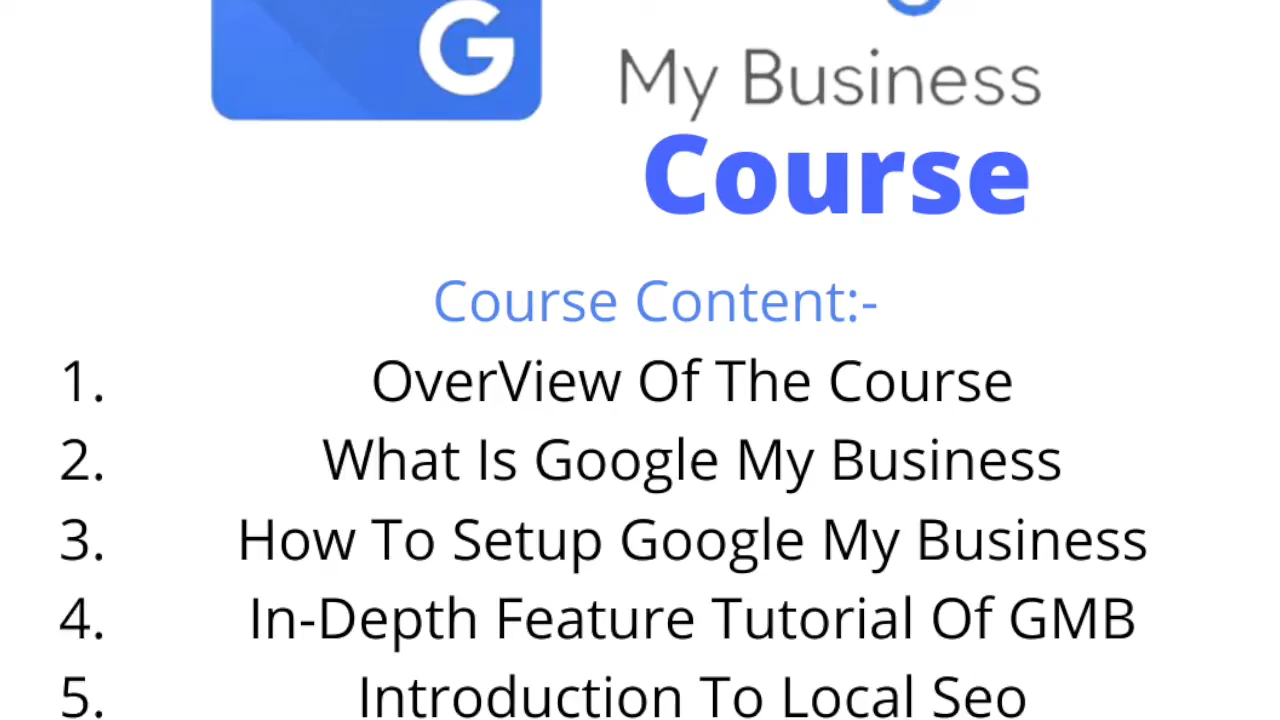 G
My Business
Course
Course Content:-
1. OverView Of The Course
2. What Is Google My Business
3. How To Setup Google My Business
4. In-Depth Feature Tutorial Of GMB
5. Introduction To Local Seo